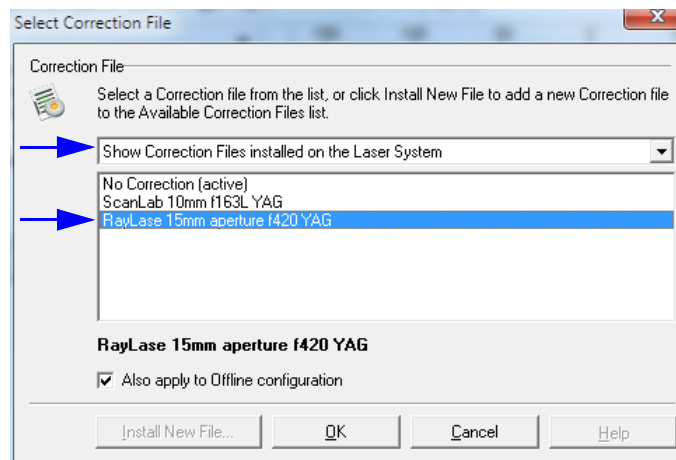 Select Correction File
Correction File
Select a Correction file from the list, or click Install New File to add a new Correction file
to the Available Correction Files list.
Show Correction Files installed on the Laser System
No Correction (active)
ScanLab 10mm f163L YAG
RayLase 15mm aperture f420 YAG
RayLase 15mm aperture f420 YAG
Also apply to Offline configuration
Install New File... OK Cancel Help